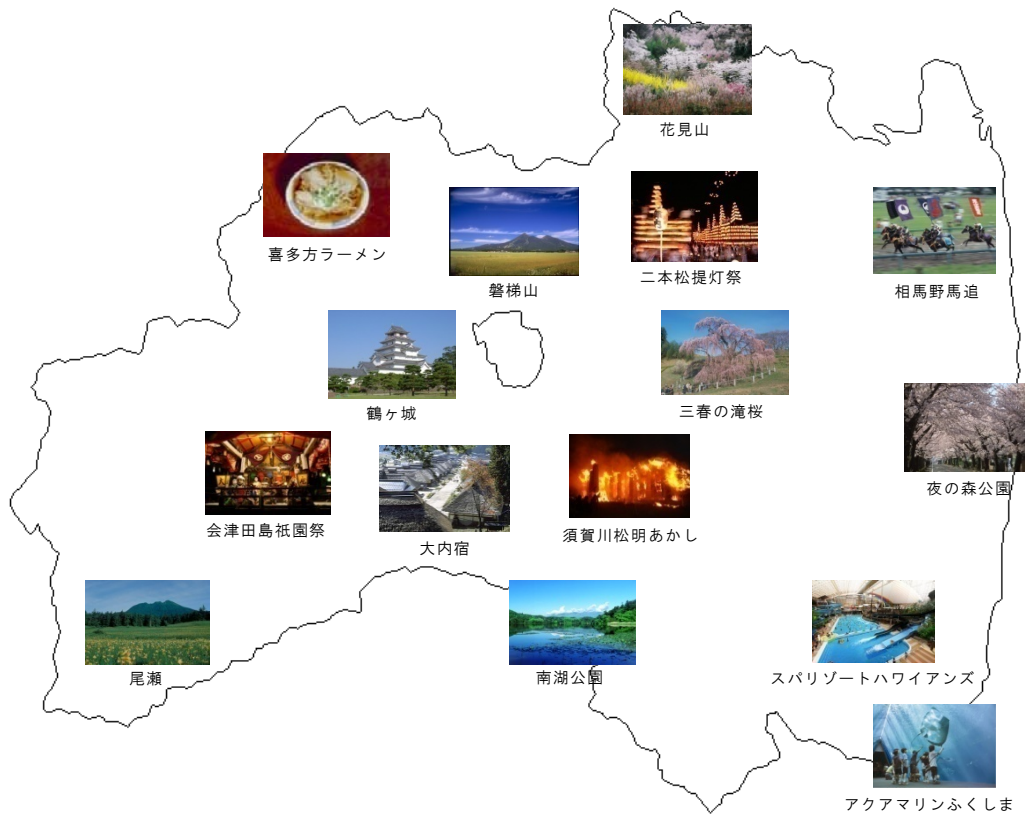 花見山
喜多方ラーメン
磐梯山
二本松提灯祭
相馬野馬追
鶴ヶ城
三春の滝桜
夜の森公園
会津田島祇園祭
大内宿
須賀川松明あかし
尾瀬
南湖公園
スパリゾートハワイアンズ
アクアマリンふくしま